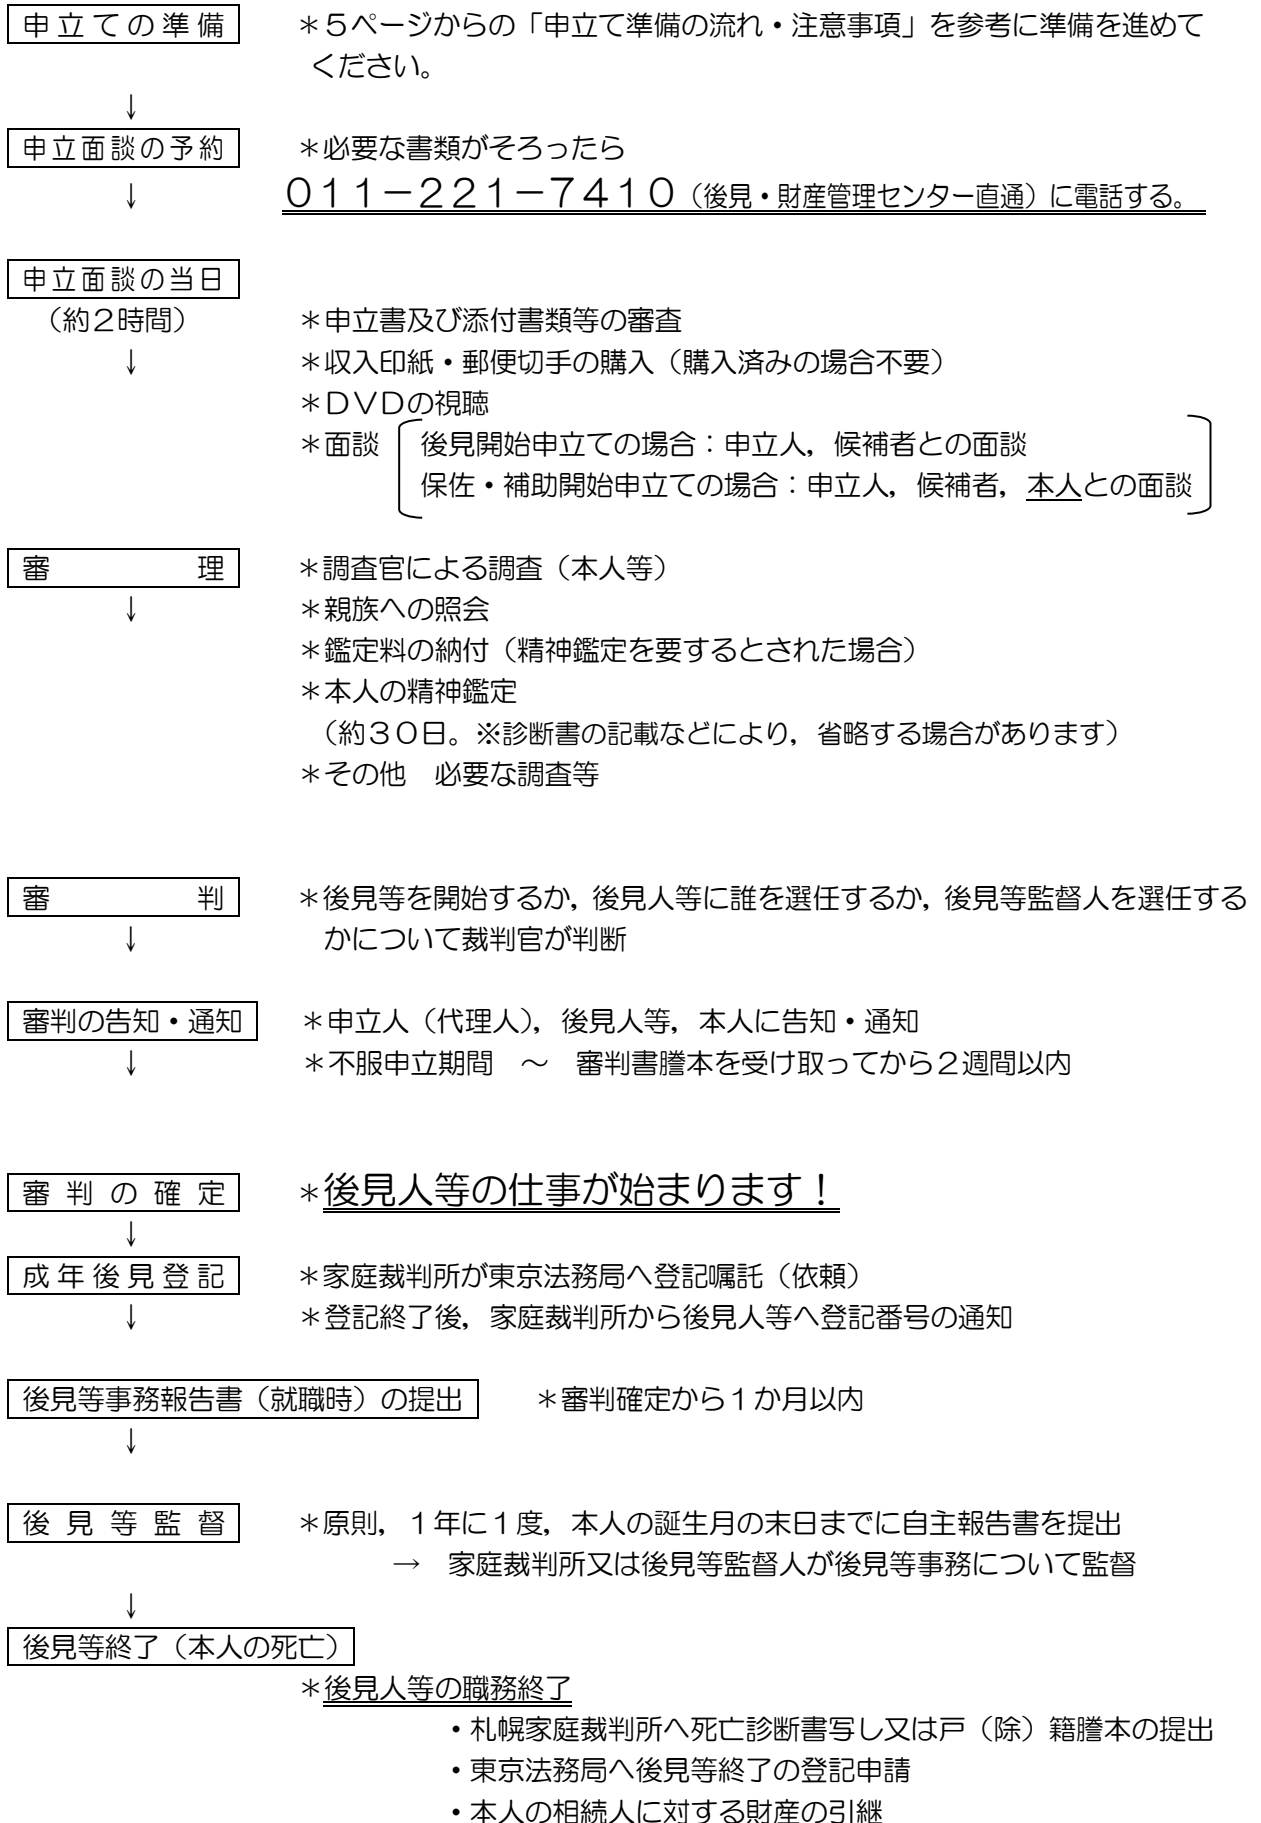 申立ての準備　＊５ページからの「申立て準備の流れ・注意事項」を参考に準備を進めて
ください。
↓
申立面談の予約　＊必要な書類がそろったら
↓　０１１－２２１－７４１０（後見・財産管理センター直通）に電話する。
申立面談の当日
（約２時間）　＊申立書及び添付書類等の審査
↓　＊収入印紙・郵便切手の購入（購入済みの場合不要）
＊ＤＶＤの視聴
＊面談　後見開始申立ての場合：申立人，候補者との面談
保佐・補助開始申立ての場合：申立人，候補者，本人との面談
審理　＊調査官による調査（本人等）
↓　＊親族への照会
＊鑑定料の納付（精神鑑定を要するとされた場合）
＊本人の精神鑑定
（約３０日。※診断書の記載などにより，省略する場合があります）
＊その他　必要な調査等
審判　＊後見等を開始するか，後見人等に誰を選任するか，後見等監督人を選任する
↓　かについて裁判官が判断
審判の告知・通知　＊申立人（代理人），後見人等，本人に告知・通知
↓　＊不服申立期間　～　審判書謄本を受け取ってから２週間以内
審判の確定　＊後見人等の仕事が始まります！
↓
成年後見登記　＊家庭裁判所が東京法務局へ登記嘱託（依頼）
↓　＊登記終了後，家庭裁判所から後見人等へ登記番号の通知
後見等事務報告書（就職時）の提出　＊審判確定から１か月以内
↓
後見等監督　＊原則，１年に１度，本人の誕生月の末日までに自主報告書を提出
→　家庭裁判所又は後見等監督人が後見等事務について監督
↓
後見等終了（本人の死亡）
＊後見人等の職務終了
・札幌家庭裁判所へ死亡診断書写し又は戸（除）籍謄本の提出
・東京法務局へ後見等終了の登記申請
・本人の相続人に対する財産の引継